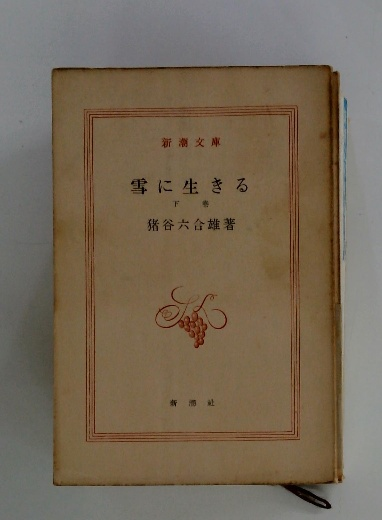 新潮文庫
雪に生きる
下巻
猪谷六合雄著
新潮社